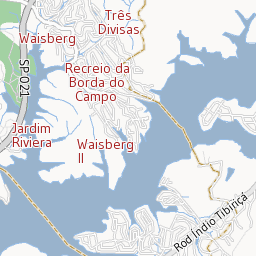 Três
Divisas
Waisberg
SP.021
Recreio da
Borda do
Campo
Jardim
Riviera
Waisberg
II
Rod Índio Tibiriçá